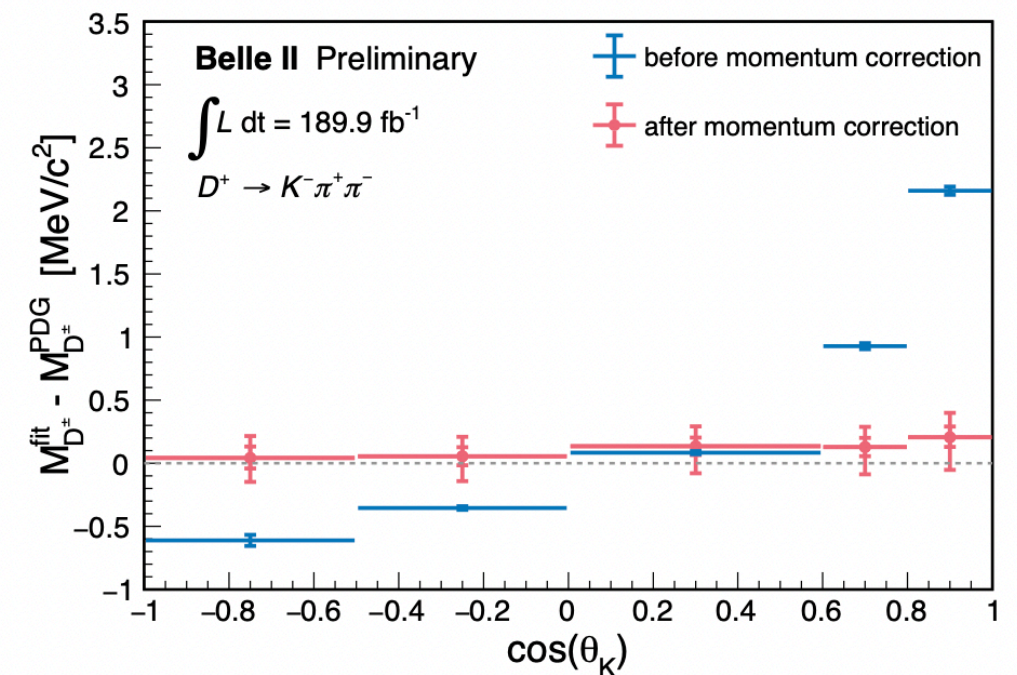 Belle II Preliminary
∫L dt = 189.9 fb⁻¹
D⁺ → K⁻π⁺π⁻
before momentum correction
after momentum correction
M^fit_D± - M^PDG_D± [MeV/c²]
3.5
3
2.5
2
1.5
1
0.5
0
−0.5
−1
−1 −0.8 −0.6 −0.4 −0.2 0 0.2 0.4 0.6 0.8 1
cos(θ_K)